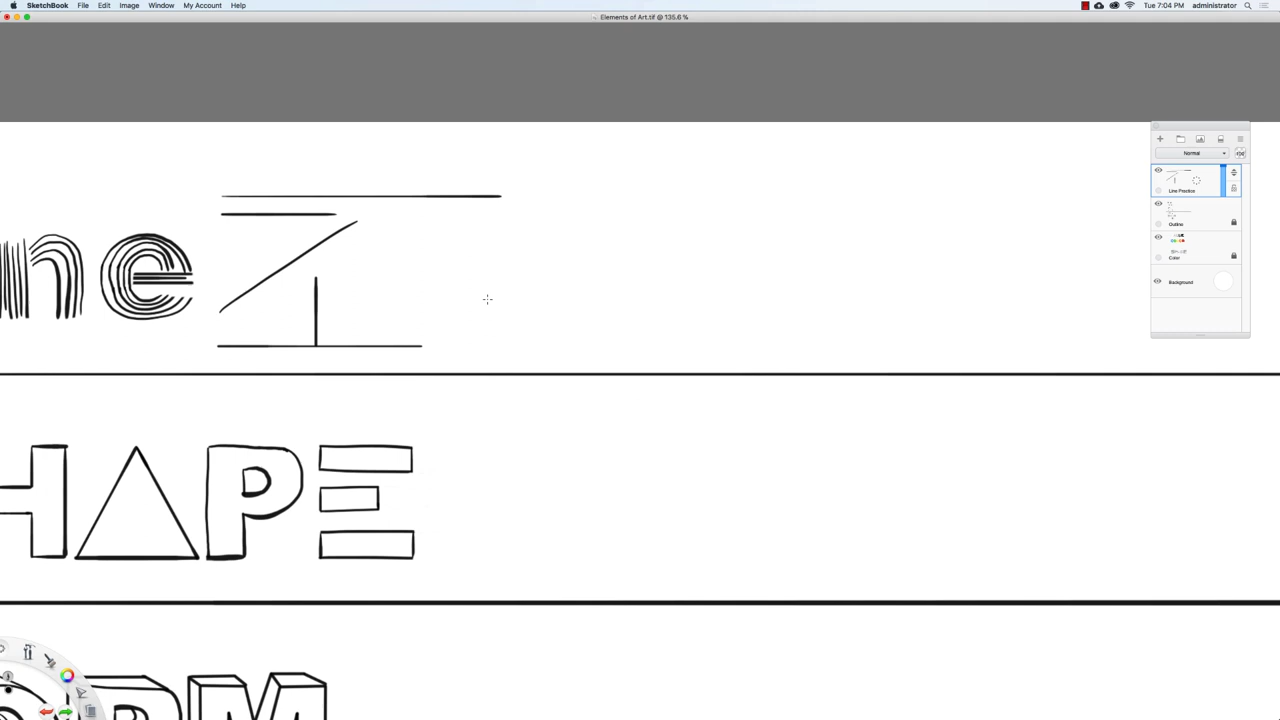 SketchBook File Edit Image Window My Account Help Tue 7:04 PM administrator
Elements of Art.tif @ 135.6 %
Normal
Line Practice
Outline
Color
Background
ne
HAPE
ORM